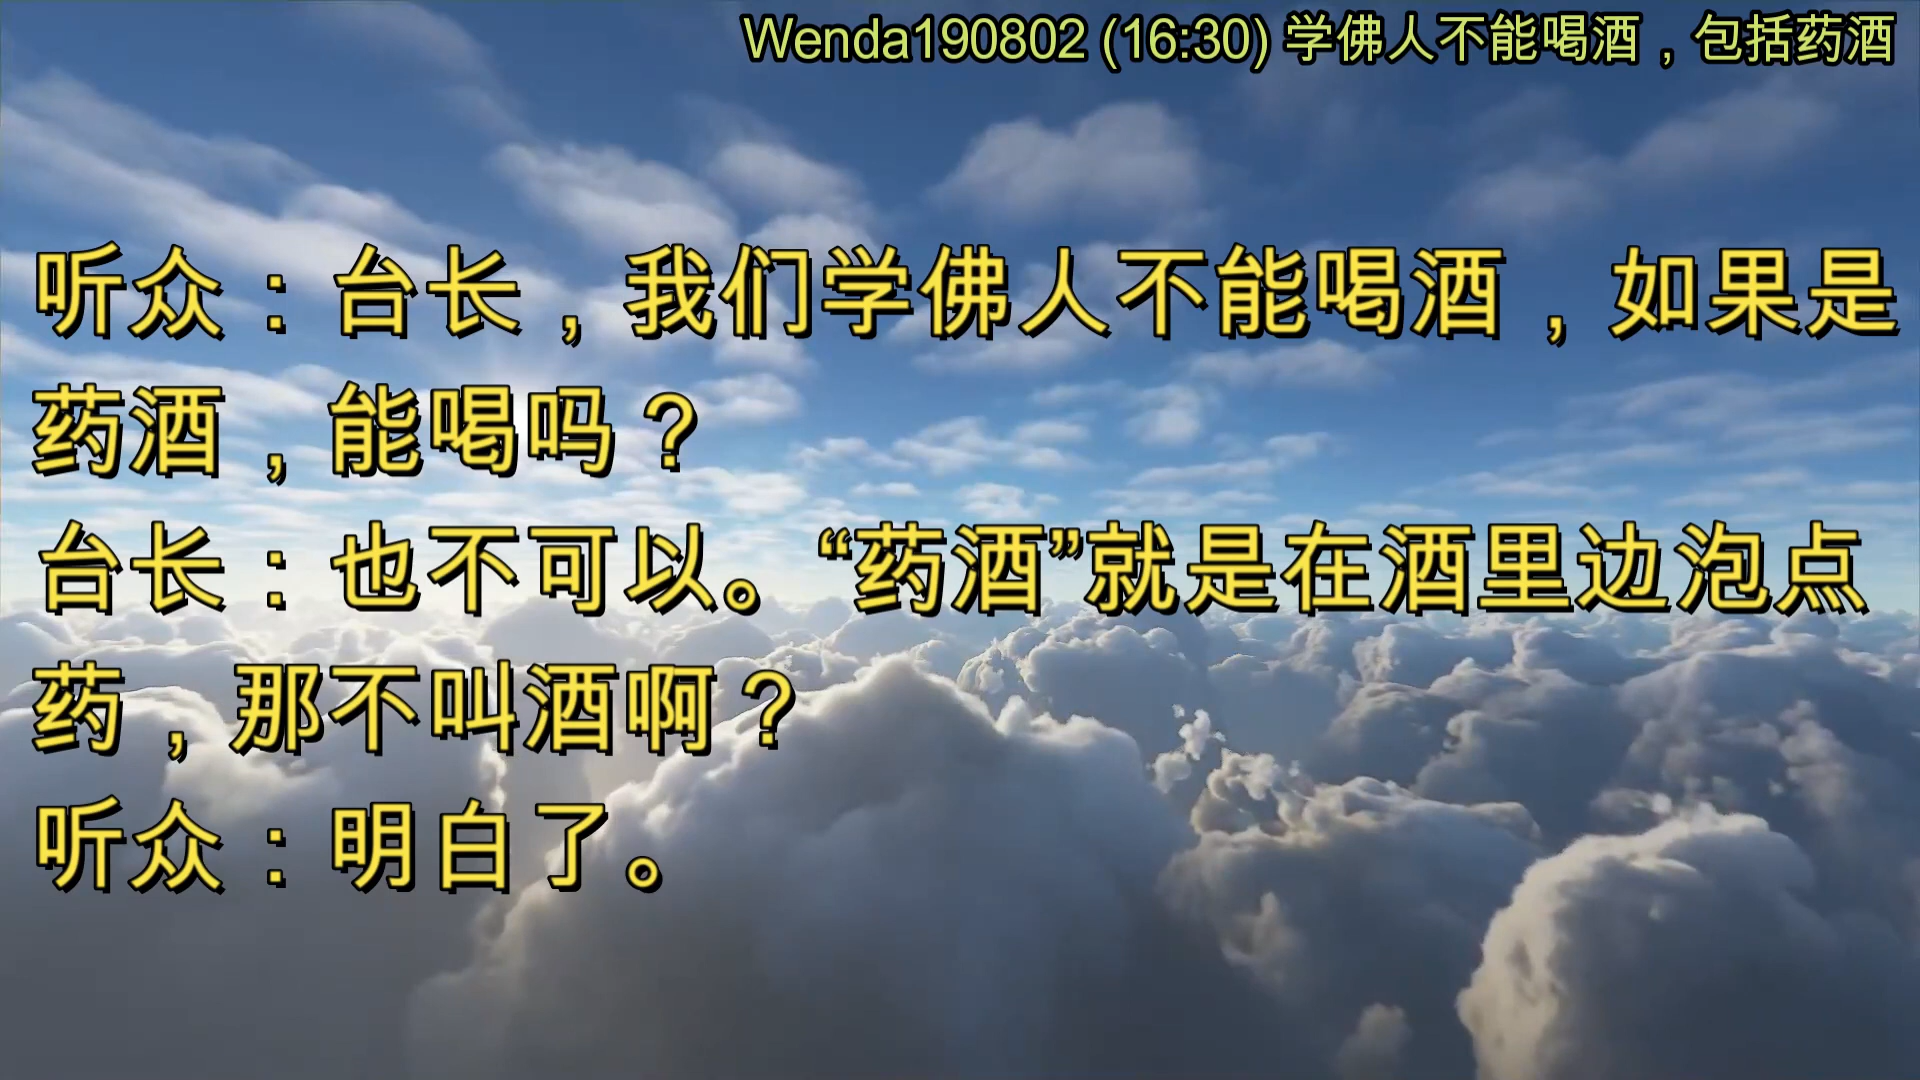 Wenda190802 (16:30) 学佛人不能喝酒，包括药酒
听众：台长，我们学佛人不能喝酒，如果是
药酒，能喝吗？
台长：也不可以。“药酒”就是在酒里边泡点
药，那不叫酒啊？
听众：明白了。